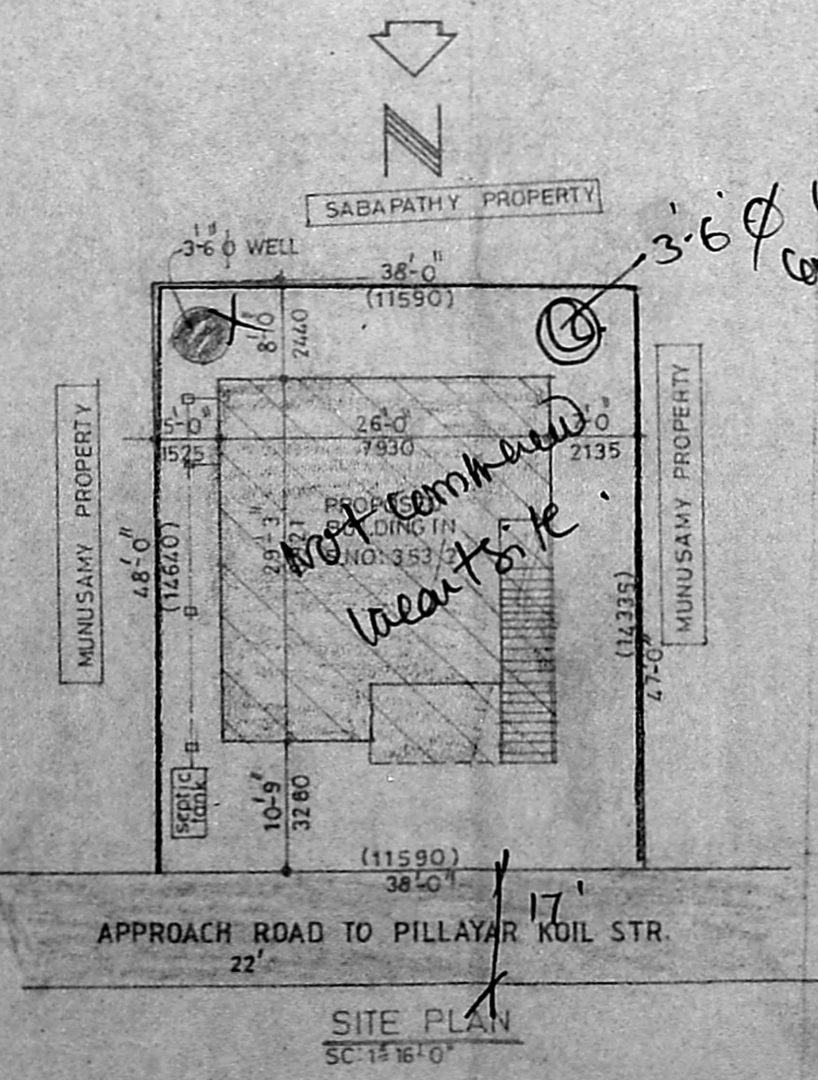 N
SABAPATHY PROPERTY
3'-6"ϕ WELL
3'-6'ϕ
38'-0"
(11590)
8'-0"
2440
MUNUSAMY PROPERTY
MUNUSAMY PROPERTY
5'-0"
1525
26'-0"
7930
2135
48'-0"
(14640)
29'-3"
PROPOSED
BUILDING IN
NO: 353/
Not constructed
Vacant site.
(14335)
47'-0"
septic
tank
10'-9"
3280
(11590)
38'-0"
17'
APPROACH ROAD TO PILLAYAR KOIL STR.
22'
SITE PLAN
SC: 1"=16'-0"